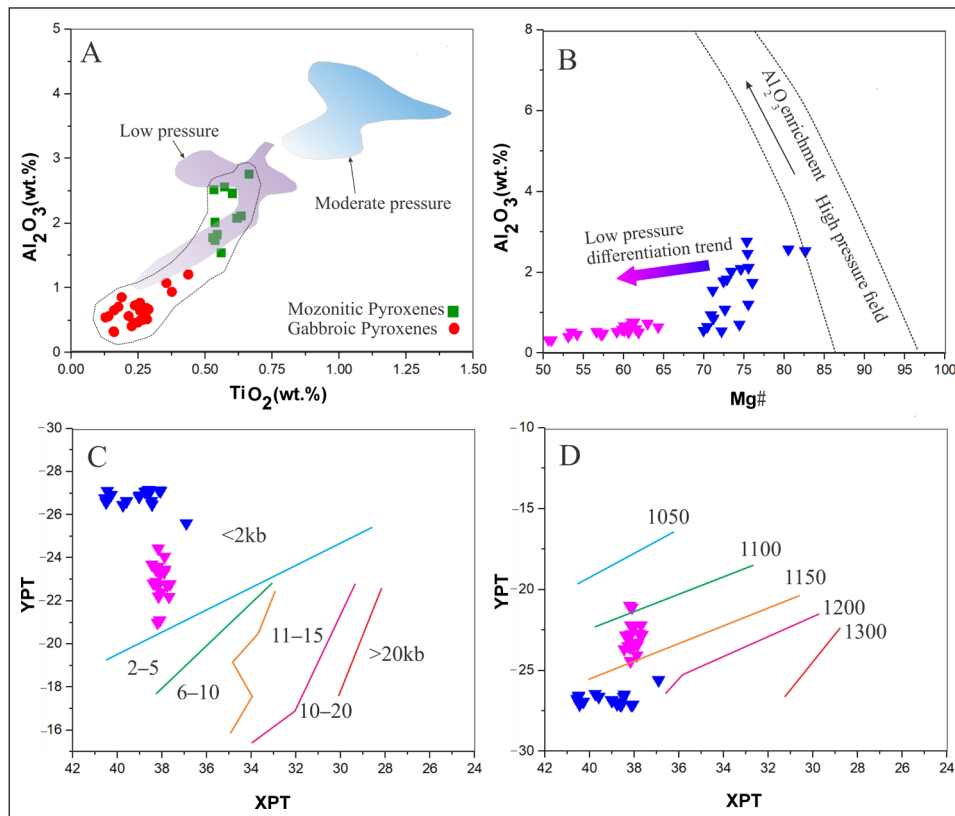 A
Al2O3(wt.%)
5
4
3
2
1
0
Low pressure
Moderate pressure
Mozonitic Pyroxenes
Gabbroic Pyroxenes
0.00 0.25 0.50 0.75 1.00 1.25 1.50
TiO2(wt.%)
B
Al2O3(wt.%)
8
6
4
2
0
Al2O3 enrichment
High pressure field
Low pressure
differentiation trend
50 55 60 65 70 75 80 85 90 95 100
Mg#
C
YPT
-30
-28
-26
-24
-22
-20
-18
-16
<2kb
2–5
6–10
11–15
10–20
>20kb
42 40 38 36 34 32 30 28 26 24
XPT
D
YPT
-10
-15
-20
-25
-30
1050
1100
1150
1200
1300
42 40 38 36 34 32 30 28 26 24
XPT